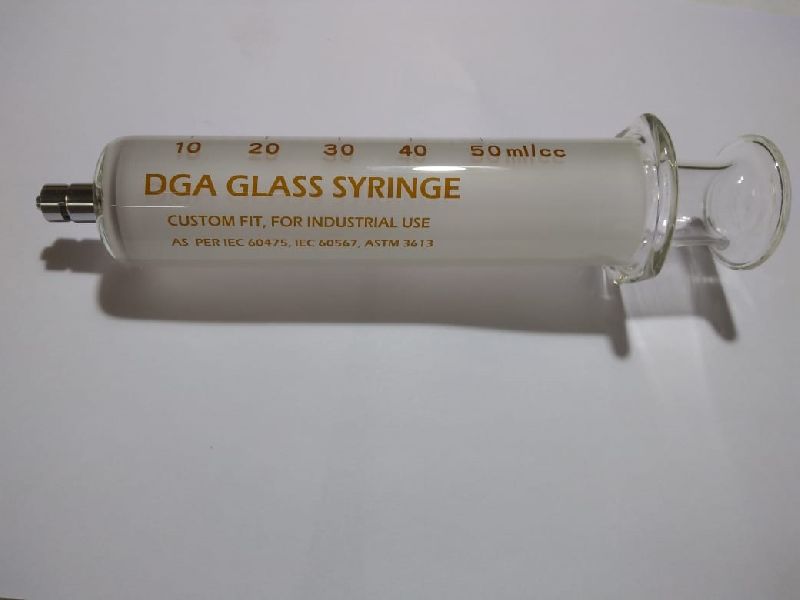 10 20 30 40 50 ml/cc
DGA GLASS SYRINGE
CUSTOM FIT, FOR INDUSTRIAL USE
AS PER IEC 60475, IEC 60567, ASTM 3613